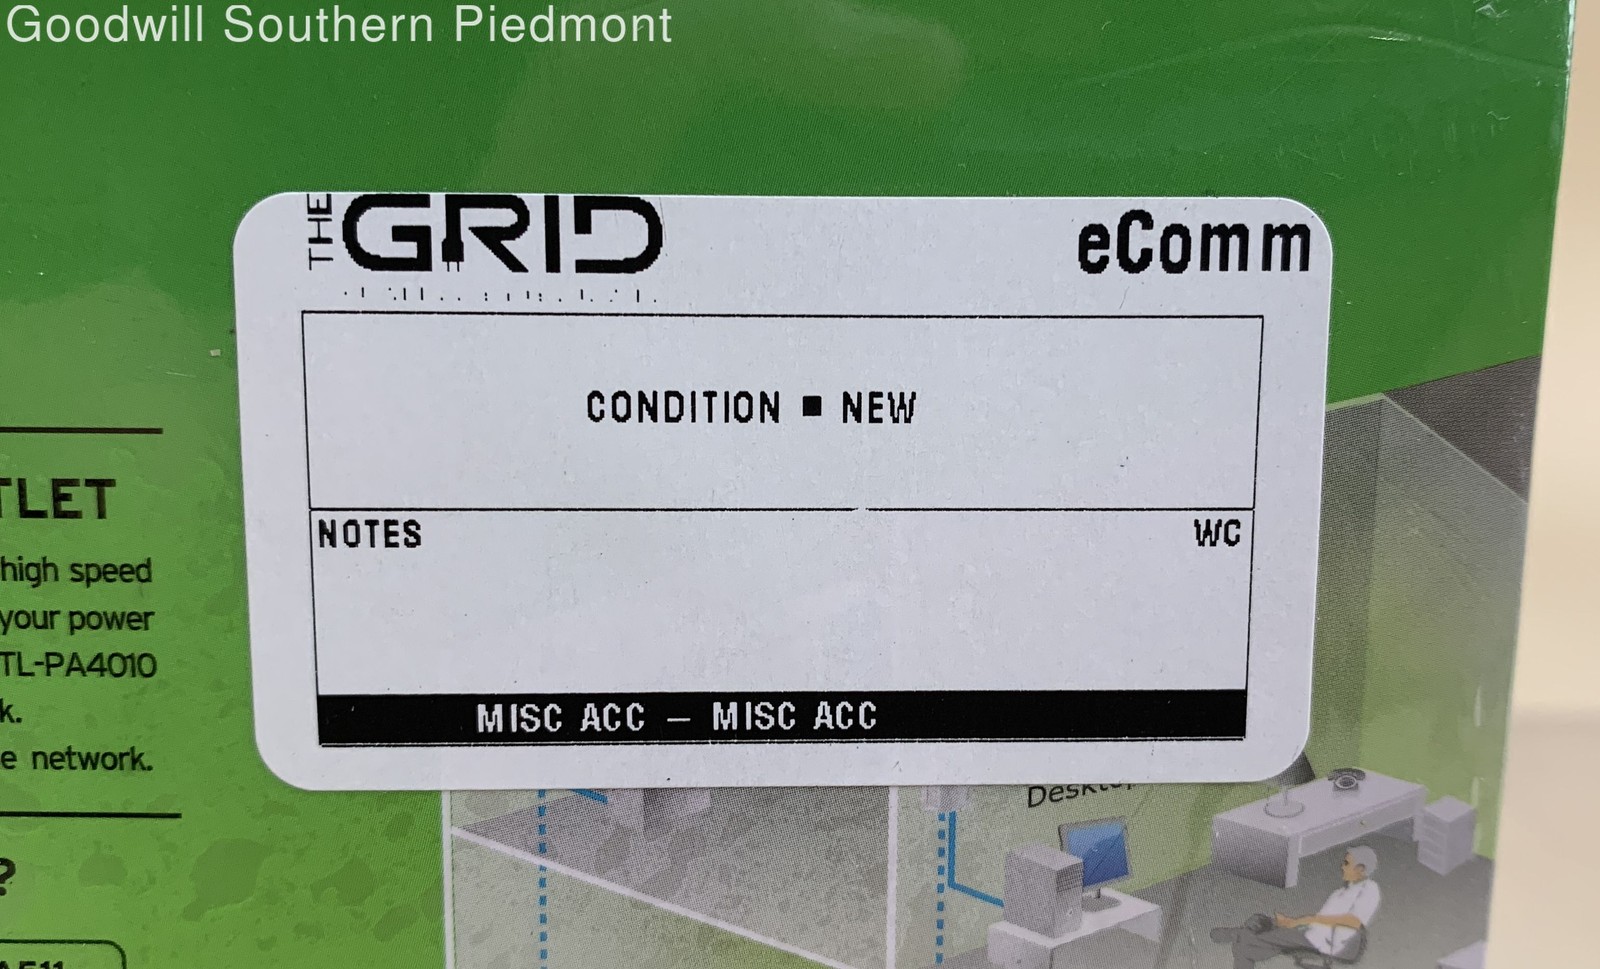 Goodwill Southern Piedmont
THE GRID
eComm
CONDITION ▪ NEW
NOTES
WC
MISC ACC – MISC ACC
TLET
high speed
your power
TL-PA4010
k.
e network.
?